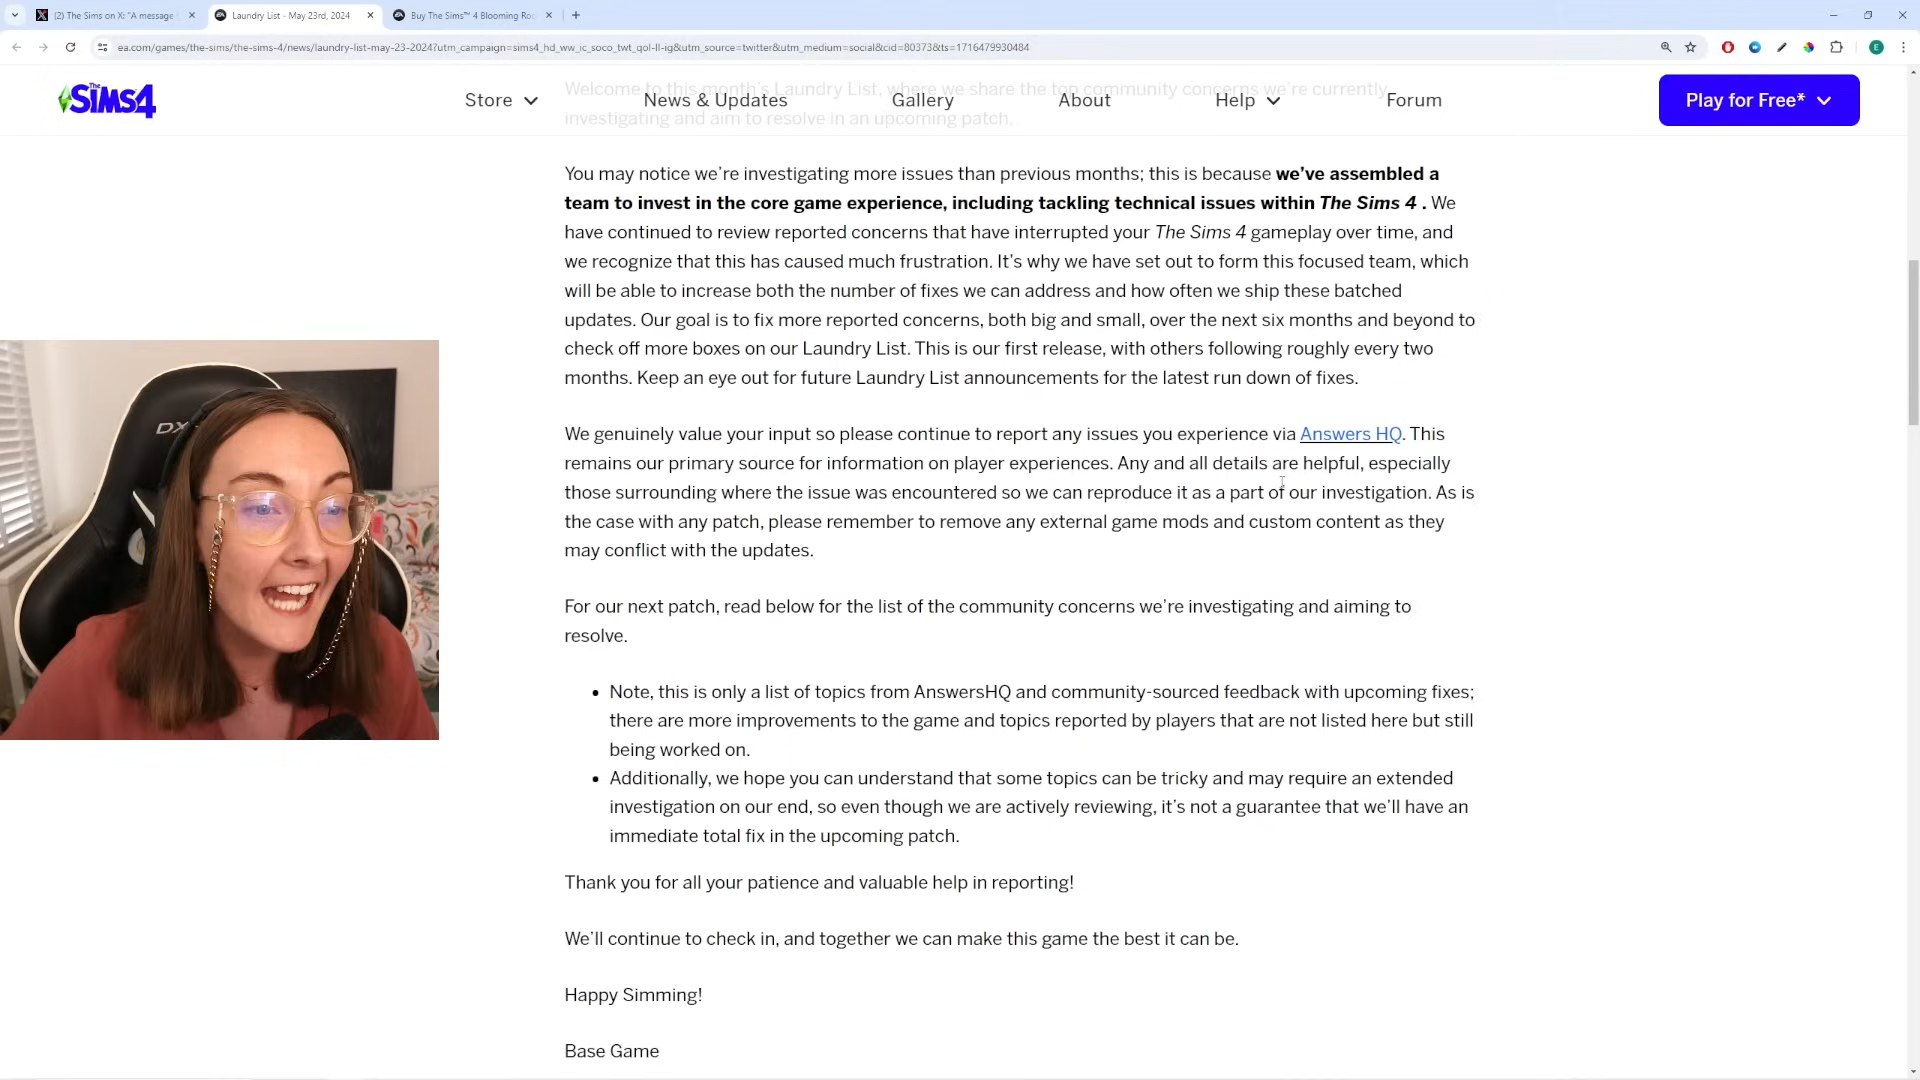 (2) The Sims on X: "A message
Laundry List - May 23rd, 2024
Buy The Sims™ 4 Blooming Ro
ea.com/games/the-sims/the-sims-4/news/laundry-list-may-23-2024?utm_campaign=sims4_hd_ww_ic_soco_twt_qol-ll-ig&utm_source=twitter&utm_medium=social&cid=80373&ts=1716479930484
E
The Sims 4
Store
News & Updates
Gallery
About
Help
Forum
Play for Free*
Welcome to this month's Laundry List, where we share the top community concerns we're currently
investigating and aim to resolve in an upcoming patch.
You may notice we're investigating more issues than previous months; this is because we've assembled a
team to invest in the core game experience, including tackling technical issues within The Sims 4 . We
have continued to review reported concerns that have interrupted your The Sims 4 gameplay over time, and
we recognize that this has caused much frustration. It's why we have set out to form this focused team, which
will be able to increase both the number of fixes we can address and how often we ship these batched
updates. Our goal is to fix more reported concerns, both big and small, over the next six months and beyond to
check off more boxes on our Laundry List. This is our first release, with others following roughly every two
months. Keep an eye out for future Laundry List announcements for the latest run down of fixes.
We genuinely value your input so please continue to report any issues you experience via Answers HQ. This
remains our primary source for information on player experiences. Any and all details are helpful, especially
those surrounding where the issue was encountered so we can reproduce it as a part of our investigation. As is
the case with any patch, please remember to remove any external game mods and custom content as they
may conflict with the updates.
For our next patch, read below for the list of the community concerns we're investigating and aiming to
resolve.
• Note, this is only a list of topics from AnswersHQ and community-sourced feedback with upcoming fixes;
there are more improvements to the game and topics reported by players that are not listed here but still
being worked on.
• Additionally, we hope you can understand that some topics can be tricky and may require an extended
investigation on our end, so even though we are actively reviewing, it's not a guarantee that we'll have an
immediate total fix in the upcoming patch.
Thank you for all your patience and valuable help in reporting!
We'll continue to check in, and together we can make this game the best it can be.
Happy Simming!
Base Game
DX